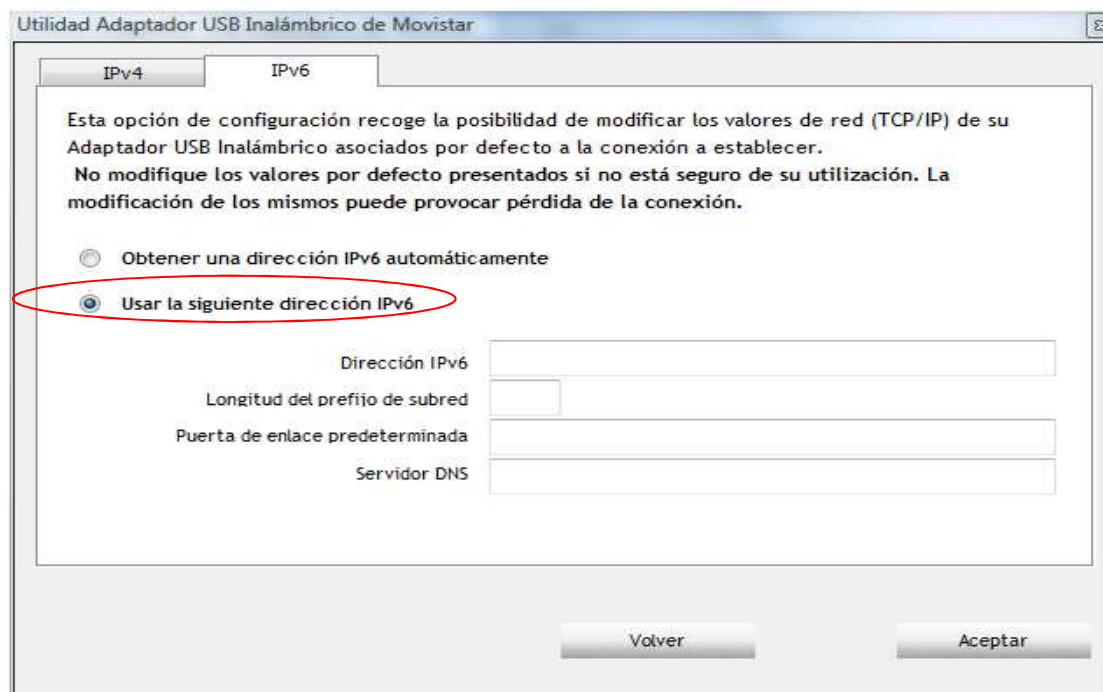 Utilidad Adaptador USB Inalámbrico de Movistar
IPv4
IPv6
Esta opción de configuración recoge la posibilidad de modificar los valores de red (TCP/IP) de su
Adaptador USB Inalámbrico asociados por defecto a la conexión a establecer.
No modifique los valores por defecto presentados si no está seguro de su utilización. La
modificación de los mismos puede provocar pérdida de la conexión.
Obtener una dirección IPv6 automáticamente
Usar la siguiente dirección IPv6
Dirección IPv6
Longitud del prefijo de subred
Puerta de enlace predeterminada
Servidor DNS
Volver
Aceptar